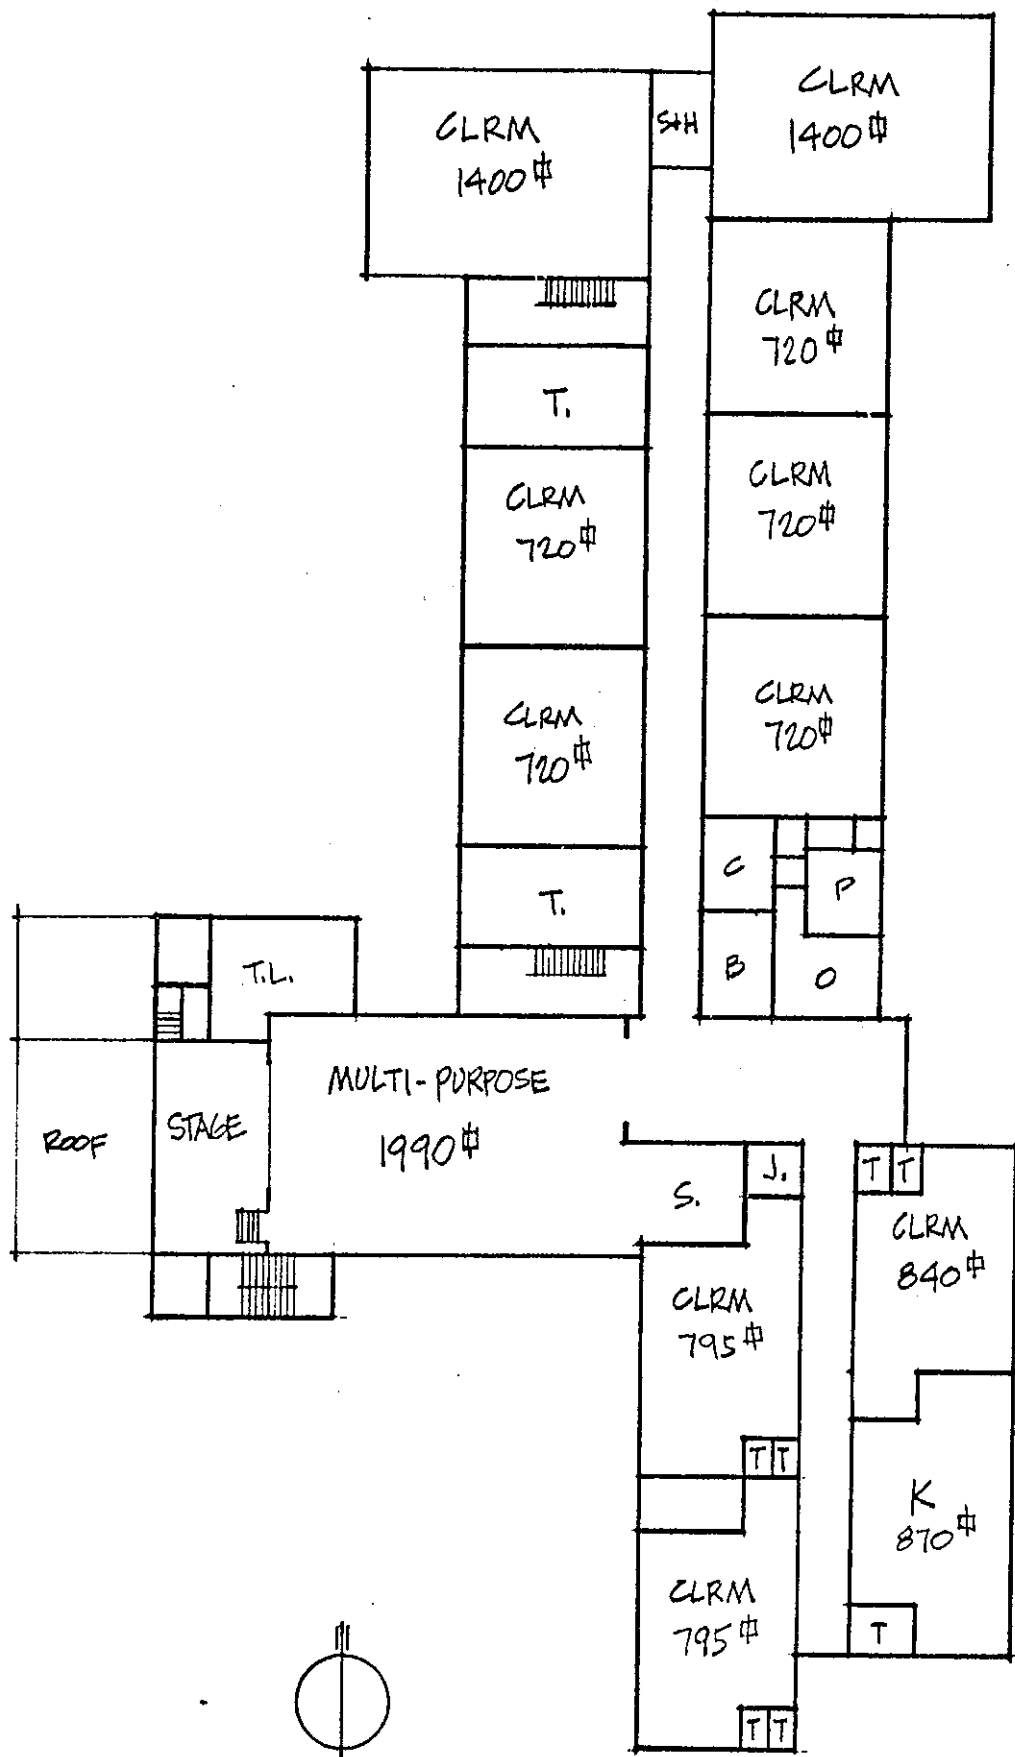 CLRM
1400 ⏍
S+H
CLRM
1400 ⏍
CLRM
720 ⏍
T.
CLRM
720 ⏍
CLRM
720 ⏍
CLRM
720 ⏍
CLRM
720 ⏍
C
P
T.
B
O
T.L.
MULTI-PURPOSE
1990 ⏍
STAGE
ROOF
S.
J.
T T
CLRM
840 ⏍
CLRM
795 ⏍
T T
K
870 ⏍
CLRM
795 ⏍
T
T T